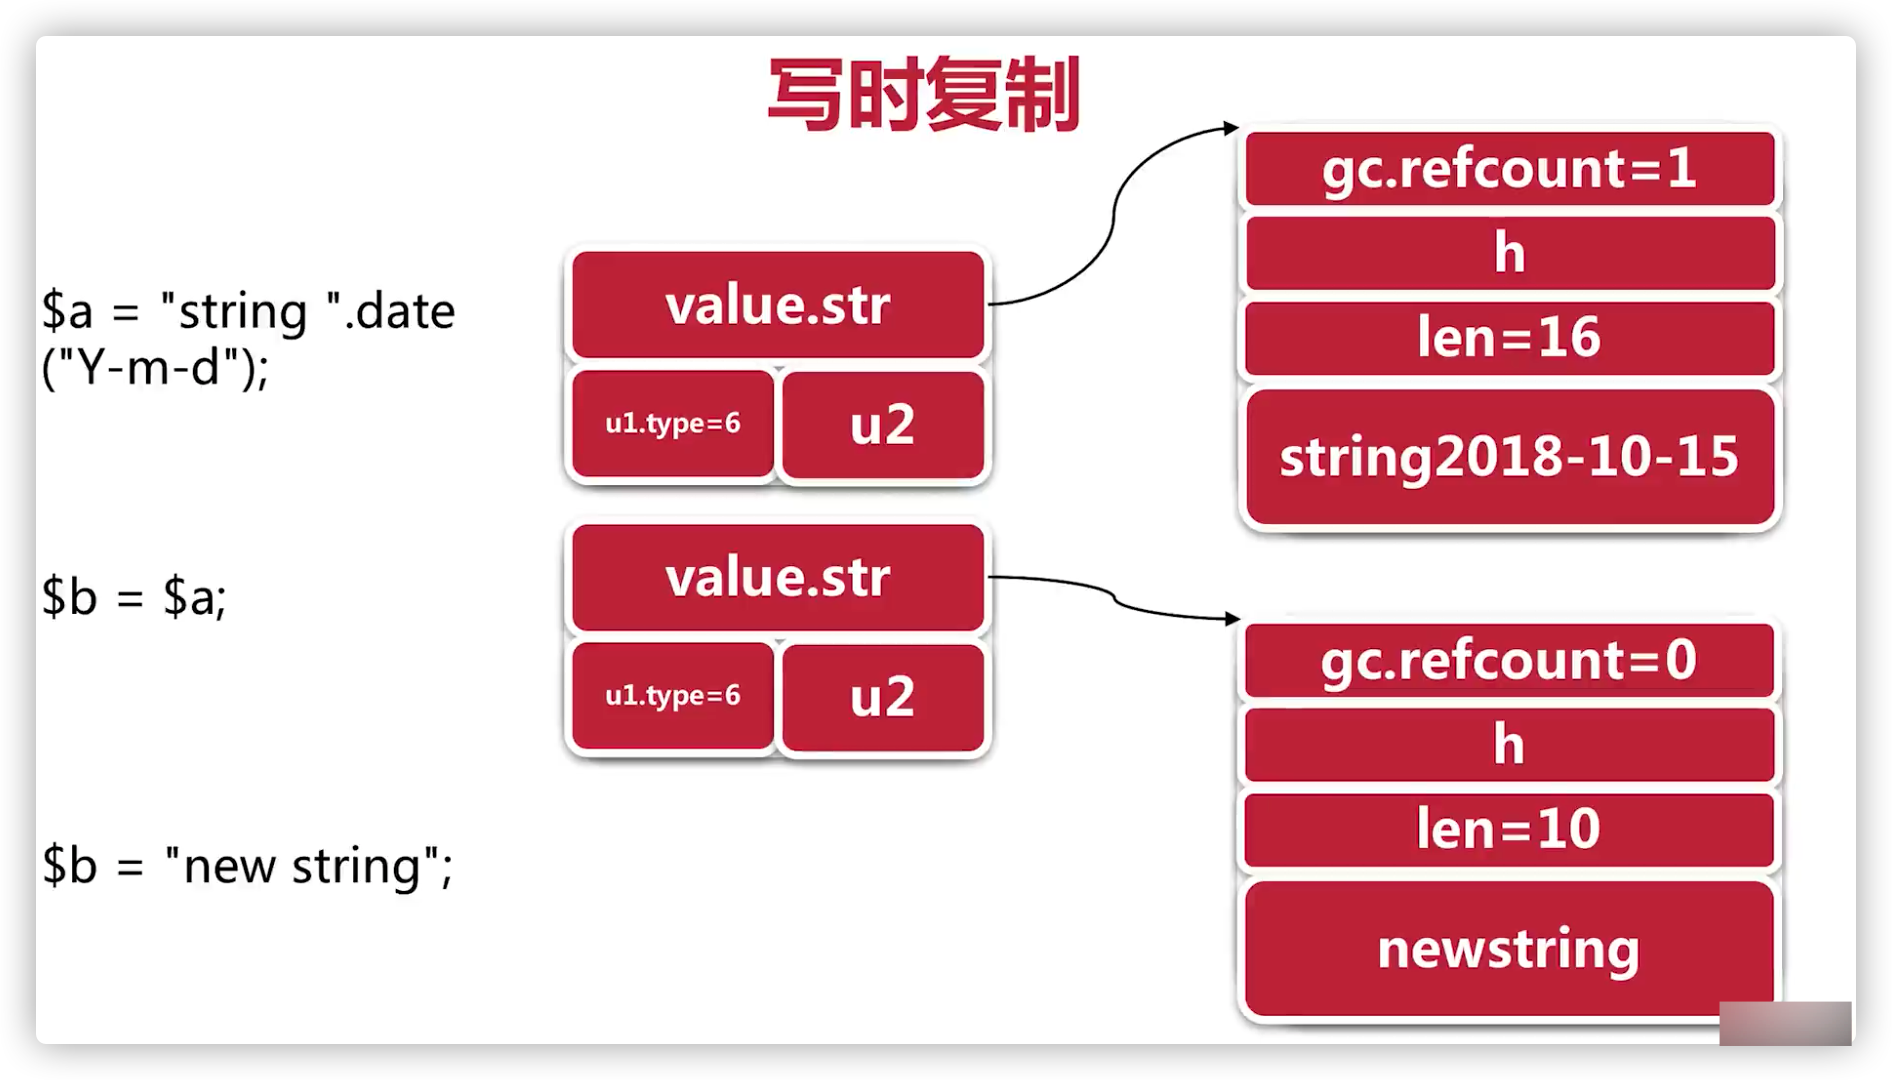 写时复制
$a = "string ".date
("Y-m-d");
$b = $a;
$b = "new string";
value.str
u1.type=6
u2
value.str
u1.type=6
u2
gc.refcount=1
h
len=16
string2018-10-15
gc.refcount=0
h
len=10
newstring